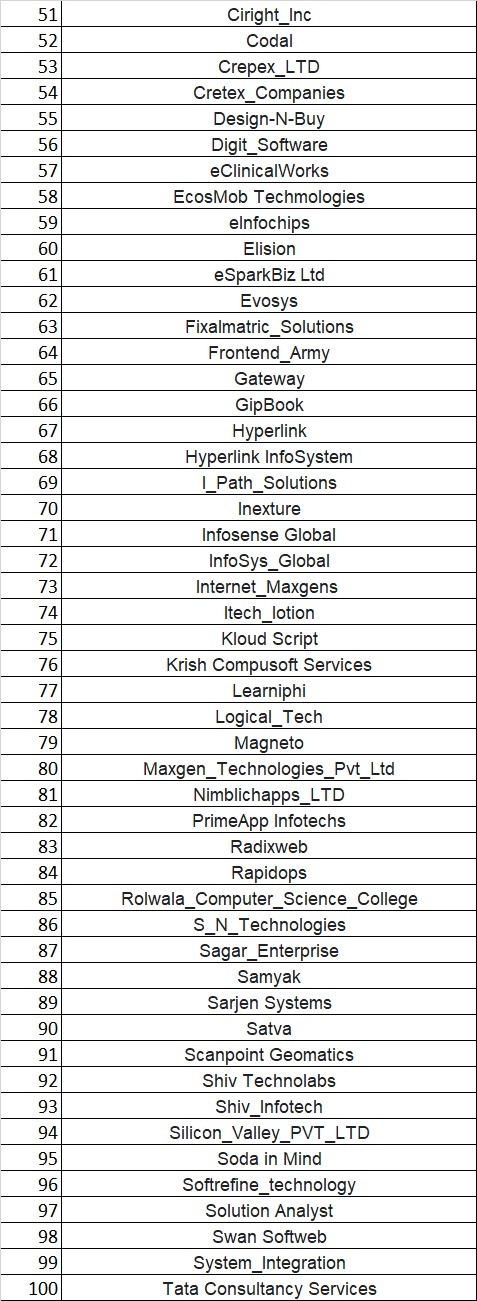 51 Ciright_Inc
52 Codal
53 Crepex_LTD
54 Cretex_Companies
55 Design-N-Buy
56 Digit_Software
57 eClinicalWorks
58 EcosMob Techmologies
59 eInfochips
60 Elision
61 eSparkBiz Ltd
62 Evosys
63 Fixalmatric_Solutions
64 Frontend_Army
65 Gateway
66 GipBook
67 Hyperlink
68 Hyperlink InfoSystem
69 I_Path_Solutions
70 Inexture
71 Infosense Global
72 InfoSys_Global
73 Internet_Maxgens
74 Itech_Iotion
75 Kloud Script
76 Krish Compusoft Services
77 Learniphi
78 Logical_Tech
79 Magneto
80 Maxgen_Technologies_Pvt_Ltd
81 Nimblichapps_LTD
82 PrimeApp Infotechs
83 Radixweb
84 Rapidops
85 Rolwala_Computer_Science_College
86 S_N_Technologies
87 Sagar_Enterprise
88 Samyak
89 Sarjen Systems
90 Satva
91 Scanpoint Geomatics
92 Shiv Technolabs
93 Shiv_Infotech
94 Silicon_Valley_PVT_LTD
95 Soda in Mind
96 Softrefine_technology
97 Solution Analyst
98 Swan Softweb
99 System_Integration
100 Tata Consultancy Services